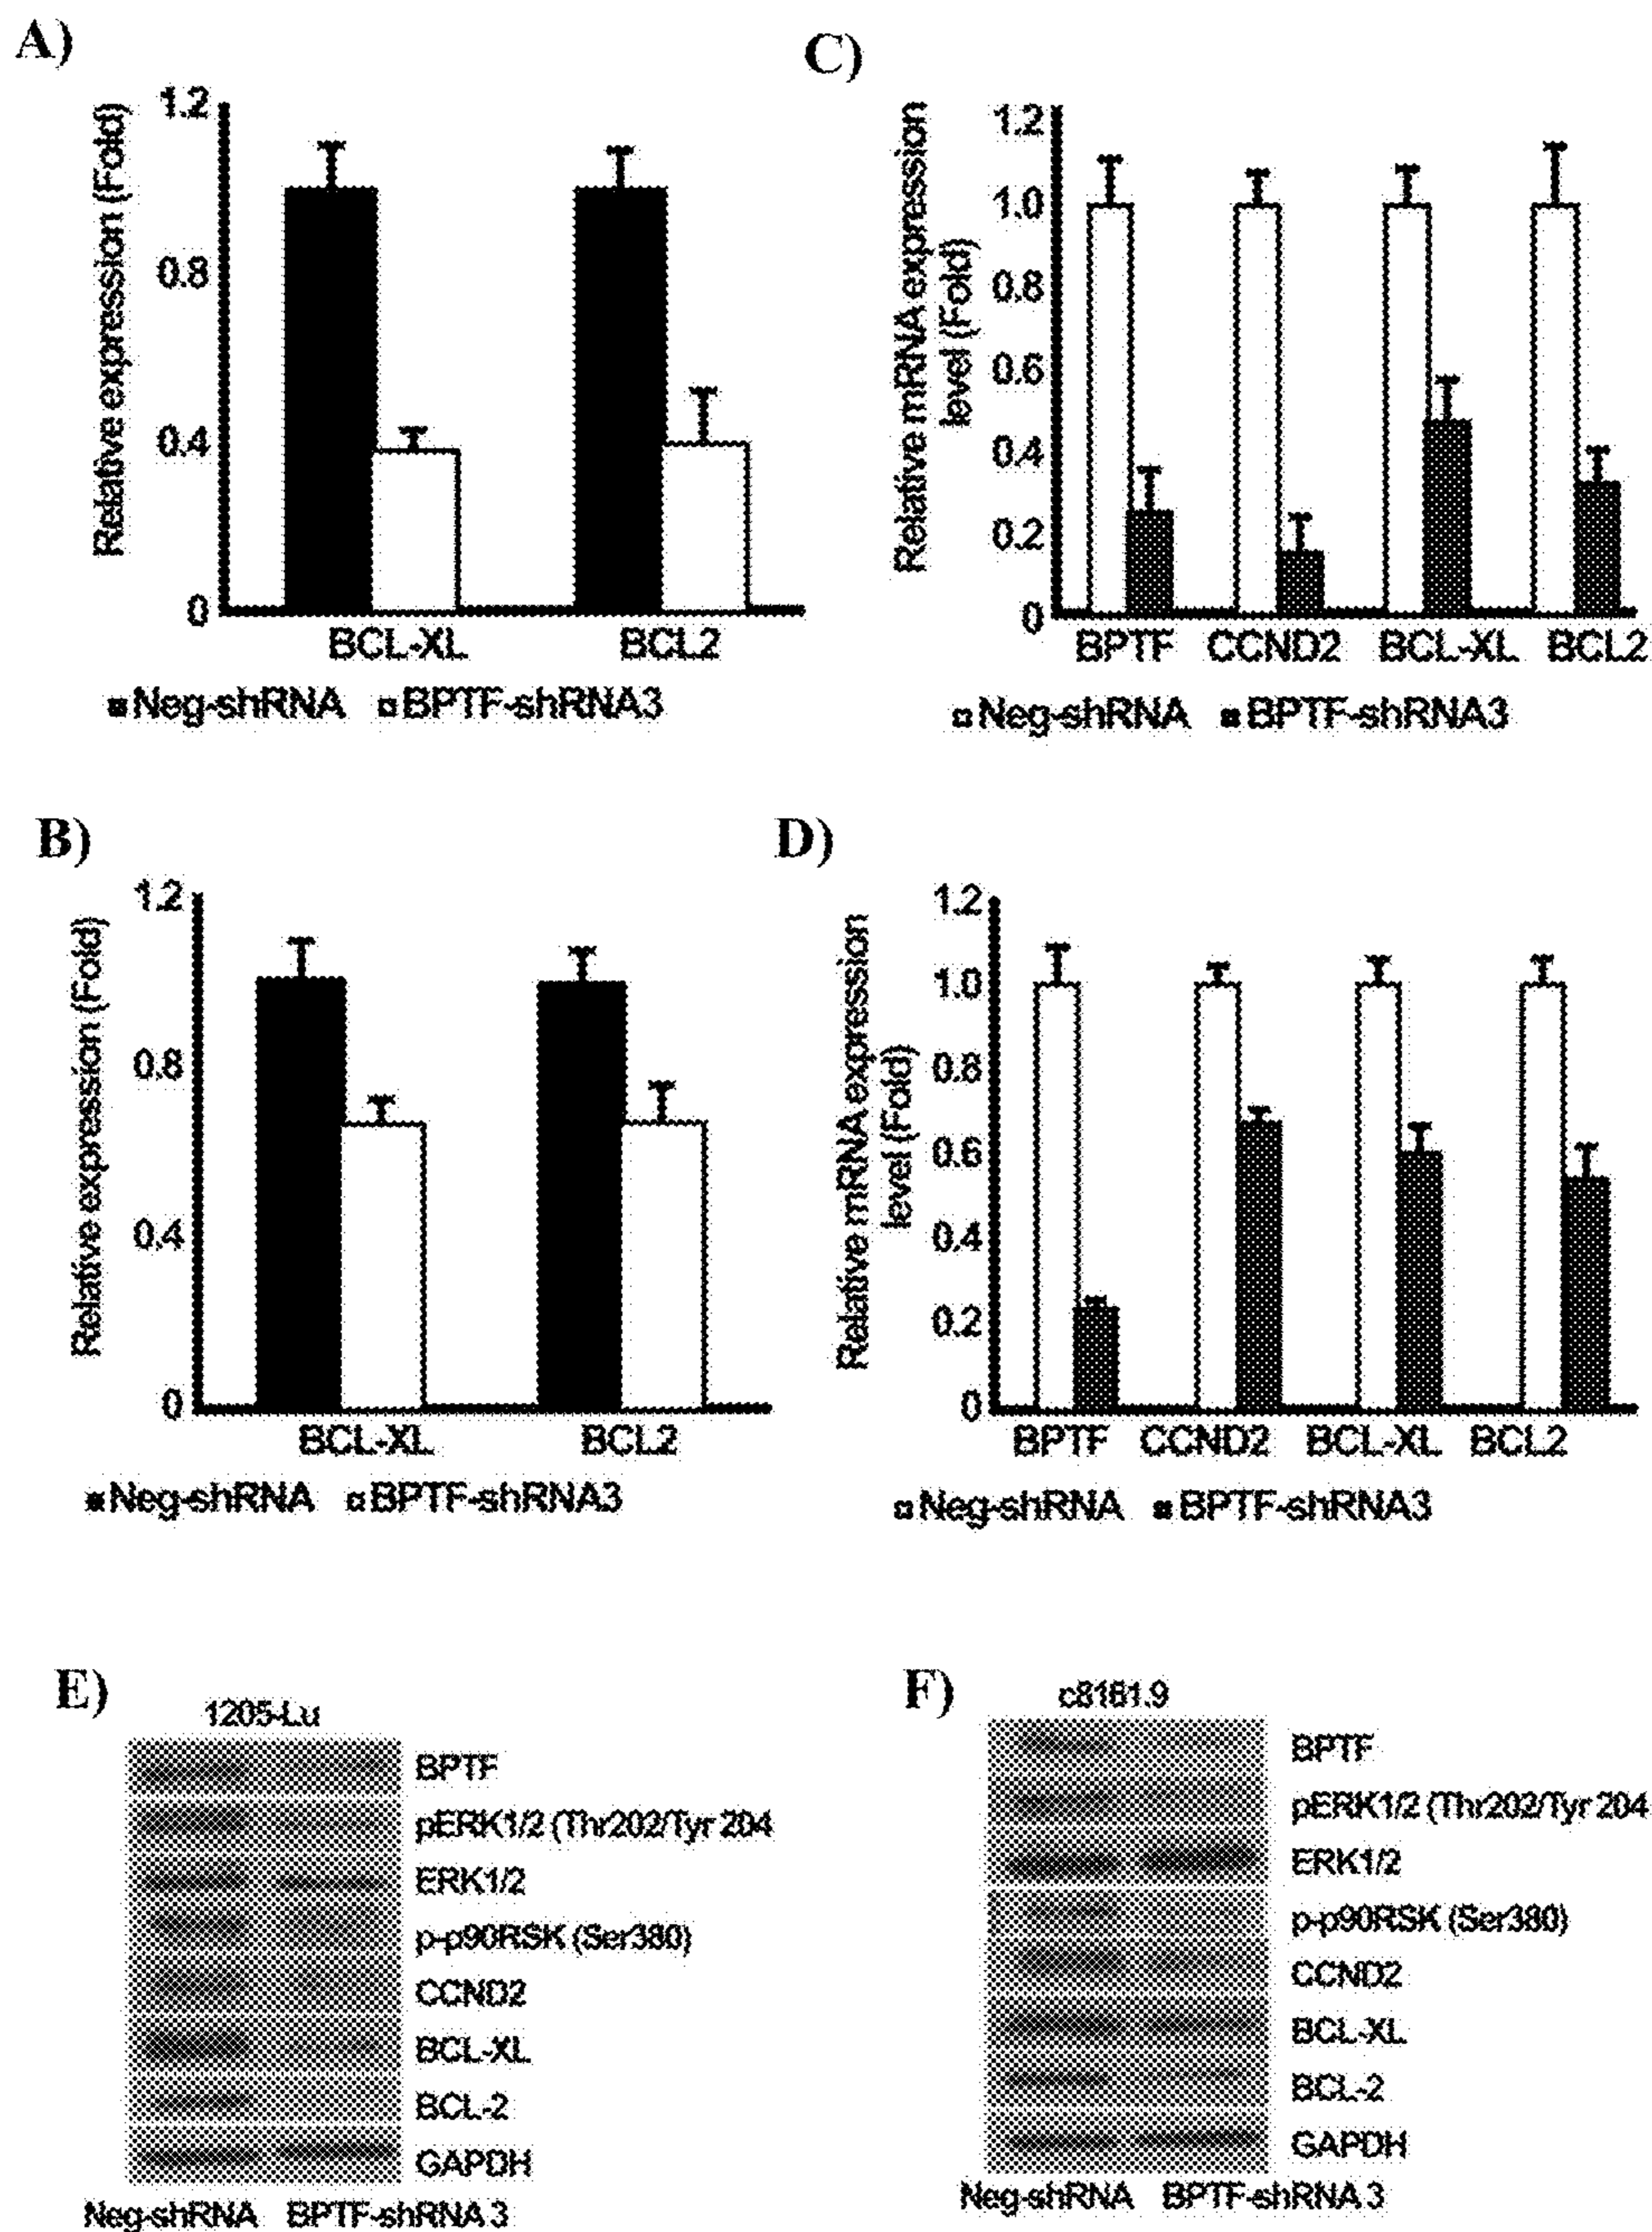 A)
Relative expression (Fold)
1.2
0.8
0.4
0
BCL-XL BCL2
Neg-shRNA BPTF-shRNA3
C)
Relative mRNA expression
level (Fold)
1.2
1.0
0.8
0.6
0.4
0.2
0
BPTF CCND2 BCL-XL BCL2
Neg-shRNA BPTF-shRNA3
B)
Relative expression (Fold)
1.2
0.8
0.4
0
BCL-XL BCL2
Neg-shRNA BPTF-shRNA3
D)
Relative mRNA expression
level (Fold)
1.2
1.0
0.8
0.6
0.4
0.2
0
BPTF CCND2 BCL-XL BCL2
Neg-shRNA BPTF-shRNA3
E)
1205-Lu
BPTF
pERK1/2 (Thr202/Tyr 204
ERK1/2
p-p90RSK (Ser380)
CCND2
BCL-XL
BCL-2
GAPDH
Neg-shRNA BPTF-shRNA 3
F)
c8161.9
BPTF
pERK1/2 (Thr202/Tyr 204
ERK1/2
p-p90RSK (Ser380)
CCND2
BCL-XL
BCL-2
GAPDH
Neg-shRNA BPTF-shRNA 3